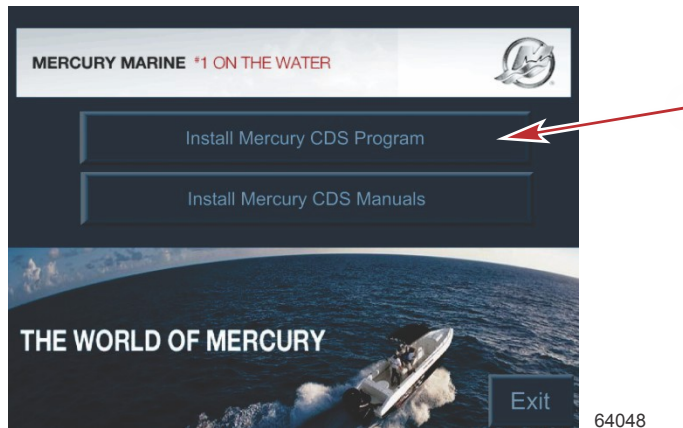 MERCURY MARINE #1 ON THE WATER
Install Mercury CDS Program
Install Mercury CDS Manuals
THE WORLD OF MERCURY
Exit
64048